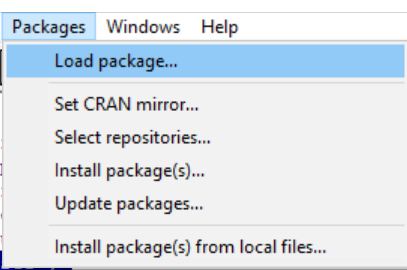 Packages Windows Help
Load package...
Set CRAN mirror...
Select repositories...
Install package(s)...
Update packages...
Install package(s) from local files...